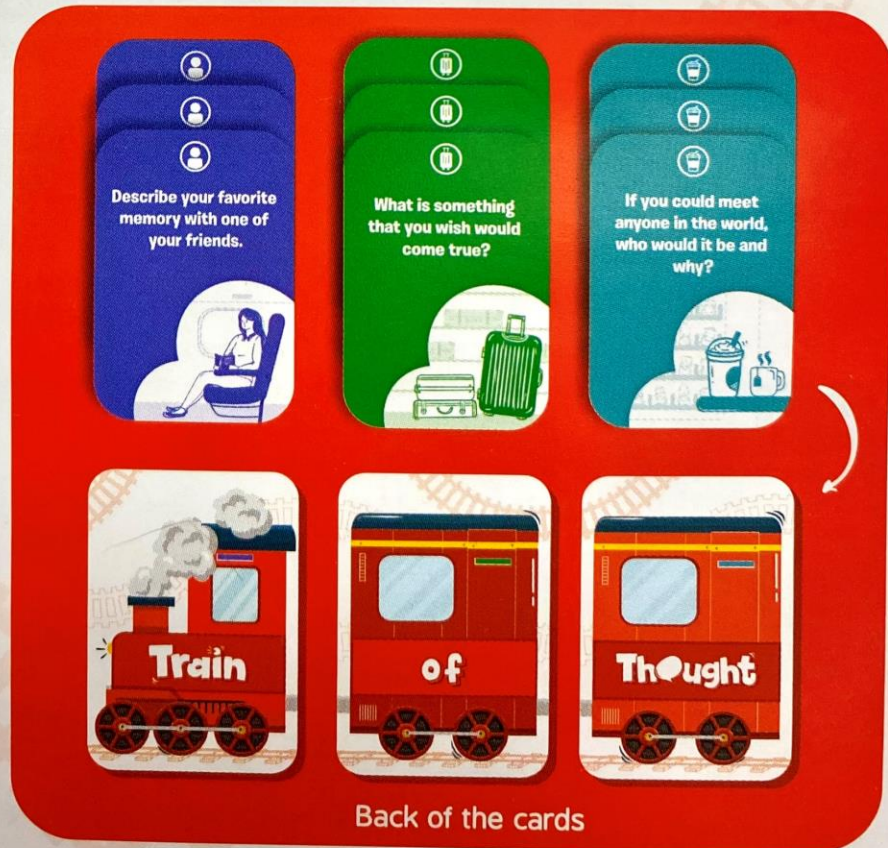 Describe your favorite
memory with one of
your friends.
What is something
that you wish would
come true?
If you could meet
anyone in the world,
who would it be and
why?
Train
of
Thought
Back of the cards